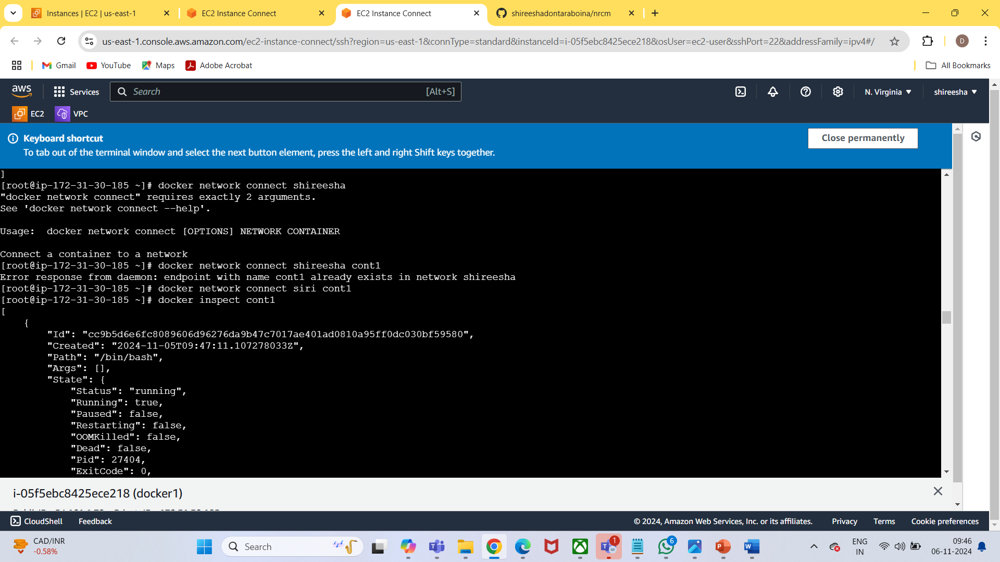 Instances | EC2 | us-east-1
EC2 Instance Connect
EC2 Instance Connect
shireeshadontaraboina/nrcm
us-east-1.console.aws.amazon.com/ec2-instance-connect/ssh?region=us-east-1&connType=standard&instanceId=i-05f5ebc8425ece218&osUser=ec2-user&sshPort=22&addressFamily=ipv4#/
D
Gmail
YouTube
Maps
Adobe Acrobat
All Bookmarks
aws
Services
Search
[Alt+S]
N. Virginia
shireesha
EC2
VPC
Keyboard shortcut
To tab out of the terminal window and select the next button element, press the left and right Shift keys together.
Close permanently
]
[root@ip-172-31-30-185 ~]# docker network connect shireesha
"docker network connect" requires exactly 2 arguments.
See 'docker network connect --help'.
Usage:  docker network connect [OPTIONS] NETWORK CONTAINER
Connect a container to a network
[root@ip-172-31-30-185 ~]# docker network connect shireesha cont1
Error response from daemon: endpoint with name cont1 already exists in network shireesha
[root@ip-172-31-30-185 ~]# docker network connect siri cont1
[root@ip-172-31-30-185 ~]# docker inspect cont1
[
    {
        "Id": "cc9b5d6e6fc8089606d96276da9b47c7017ae401ad0810a95ff0dc030bf59580",
        "Created": "2024-11-05T09:47:11.107278033Z",
        "Path": "/bin/bash",
        "Args": [],
        "State": {
            "Status": "running",
            "Running": true,
            "Paused": false,
            "Restarting": false,
            "OOMKilled": false,
            "Dead": false,
            "Pid": 27404,
            "ExitCode": 0,
i-05f5ebc8425ece218 (docker1)
CloudShell
Feedback
© 2024, Amazon Web Services, Inc. or its affiliates.
Privacy
Terms
Cookie preferences
CAD/INR
-0.58%
Search
1
6
ENG
IN
09:46
06-11-2024